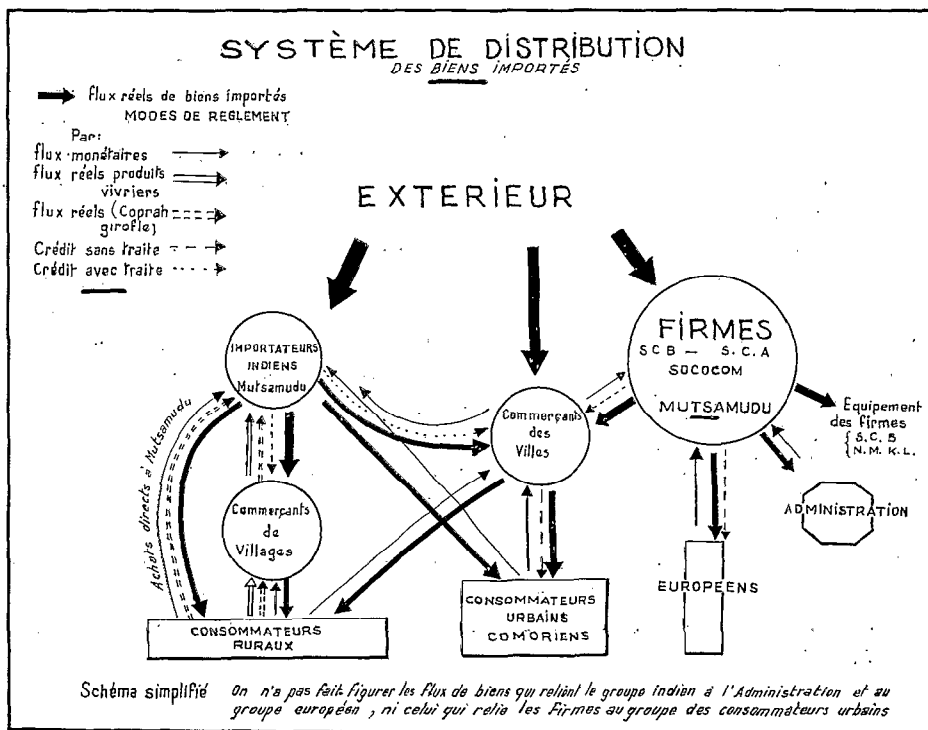 SYSTÈME DE DISTRIBUTION
DES BIENS IMPORTÉS
flux réels de biens importés
MODES DE REGLEMENT
Par:
flux monétaires
flux réels produits
vivriers
flux réels (Coprah
girofle)
Crédit sans traite
Crédit avec traite
EXTERIEUR
IMPORTATEURS
INDIENS
Mutsamudu
FIRMES
SCB - S.C.A
SOCOCOM
MUTSAMUDU
Commerçants
des
Villes
Equipement
des firmes
{ S.C.B
N.M.K.L.
Achats directs à Mutsamudu
Commerçants
de
Villages
ADMINISTRATION
EUROPÉENS
CONSOMMATEURS
URBAINS
COMORIENS
CONSOMMATEURS
RURAUX
Schéma simplifié On n'a pas fait figurer les flux de biens qui relient le groupe indien à l'Administration et au
groupe européen, ni celui qui relie les Firmes au groupe des consommateurs urbains